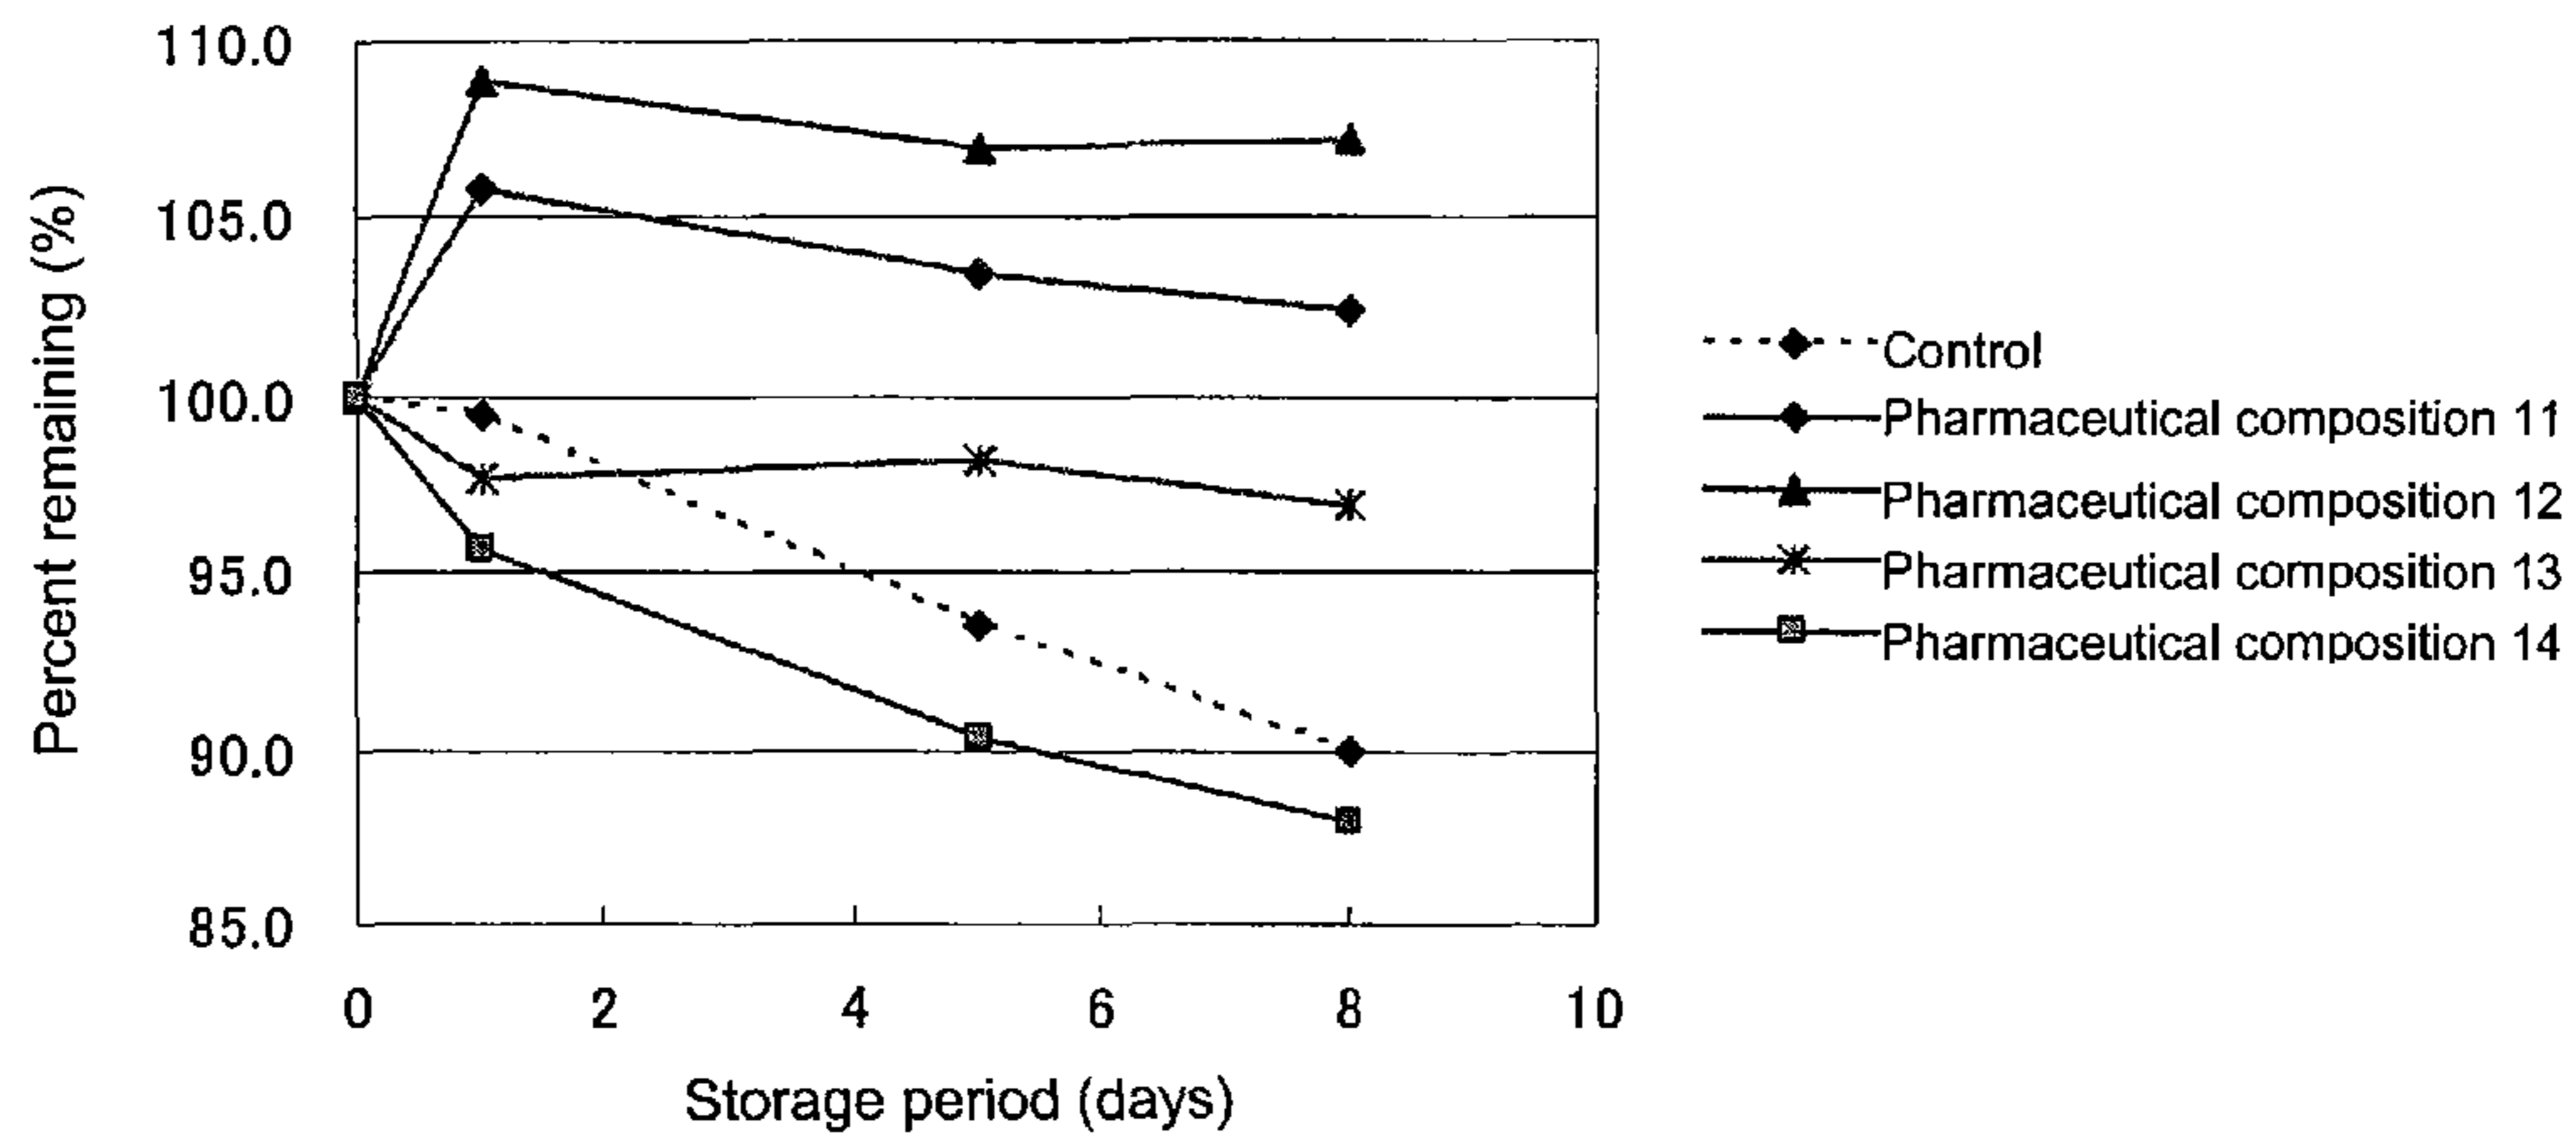 110.0
105.0
100.0
95.0
90.0
85.0
Percent remaining (%)
0 2 4 6 8 10
Storage period (days)
Control
Pharmaceutical composition 11
Pharmaceutical composition 12
Pharmaceutical composition 13
Pharmaceutical composition 14